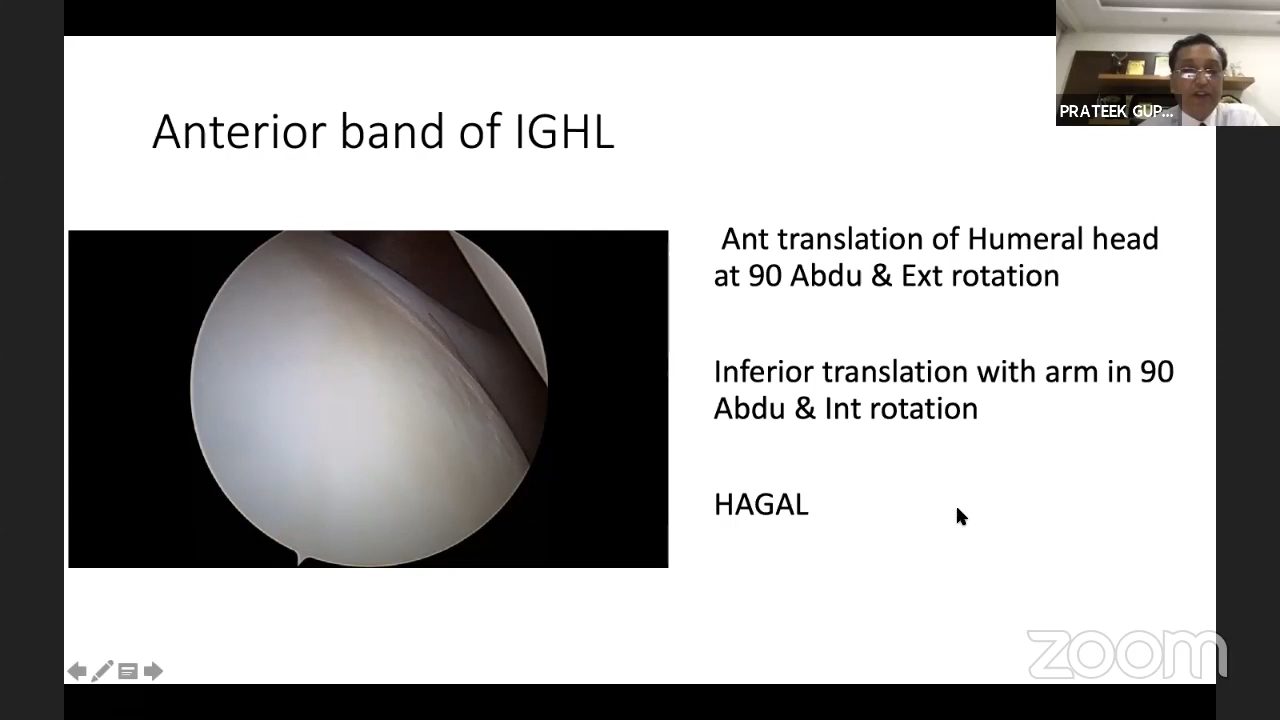 PRATEEK GUP...
Anterior band of IGHL
Ant translation of Humeral head
at 90 Abdu & Ext rotation
Inferior translation with arm in 90
Abdu & Int rotation
HAGAL
zoom